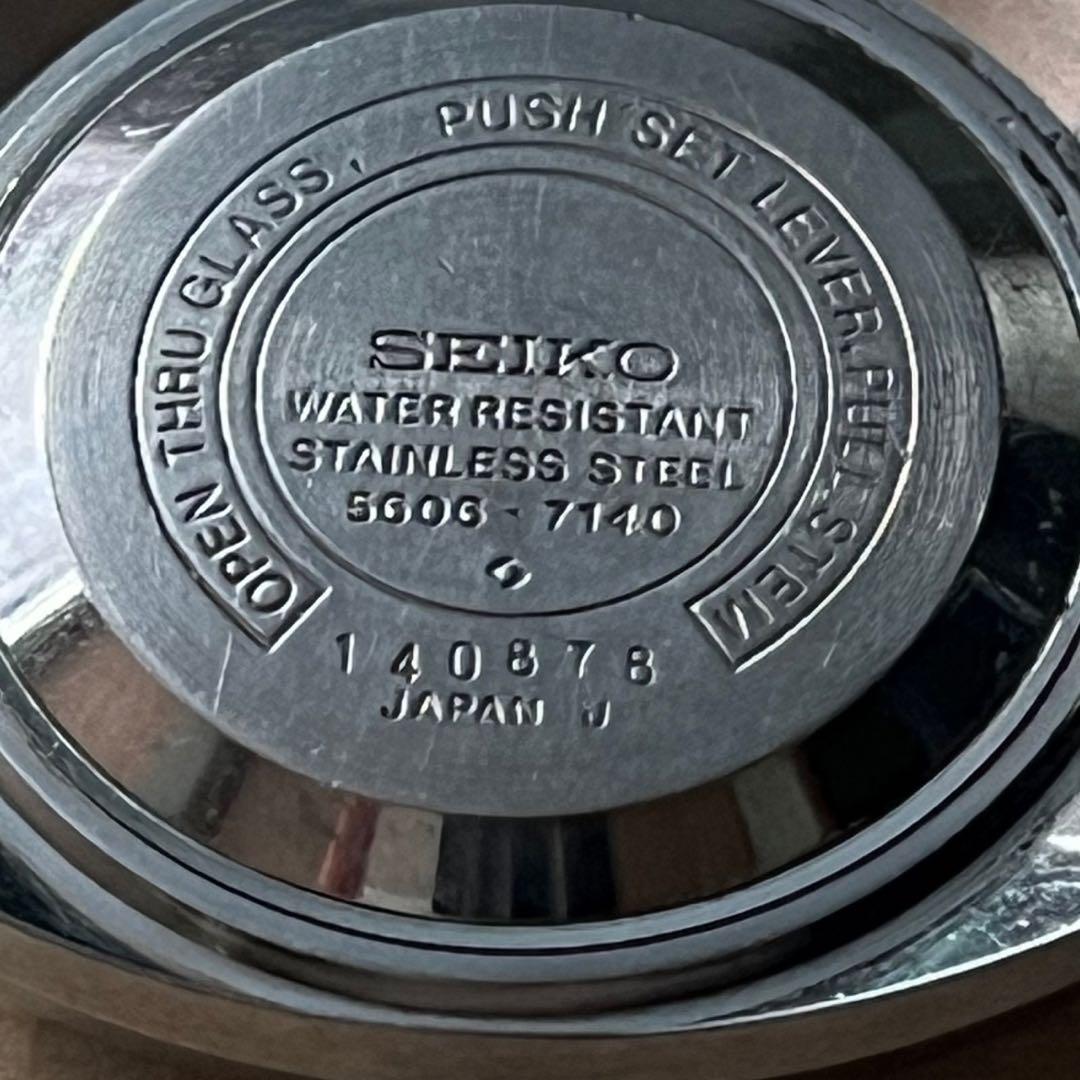 OPEN THRU GLASS, PUSH SET LEVER, PULL STEM
SEIKO
WATER RESISTANT
STAINLESS STEEL
5606-7140
140878
JAPAN J